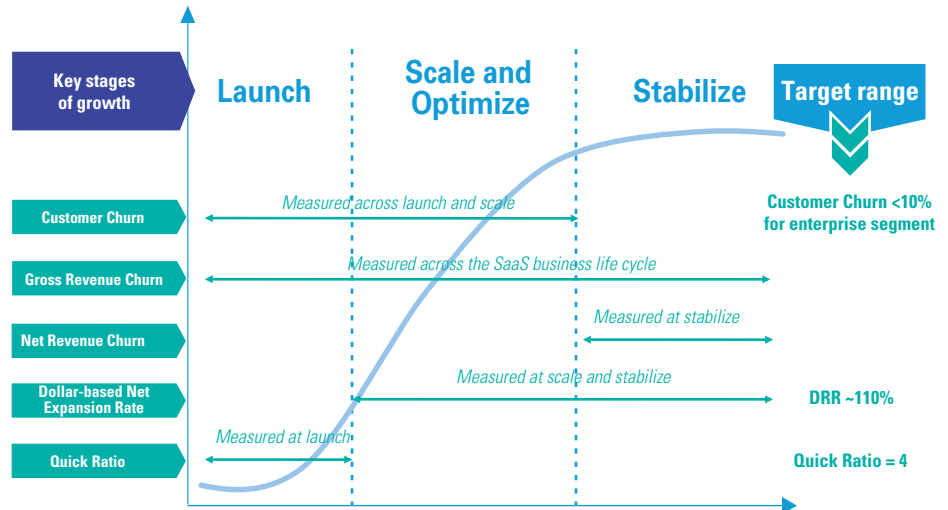 Key stages
of growth
Launch
Scale and
Optimize
Stabilize
Target range
Customer Churn
Measured across launch and scale
Customer Churn <10%
for enterprise segment
Gross Revenue Churn
Measured across the SaaS business life cycle
Net Revenue Churn
Measured at stabilize
Dollar-based Net
Expansion Rate
Measured at scale and stabilize
DRR ~110%
Quick Ratio
Measured at launch
Quick Ratio = 4